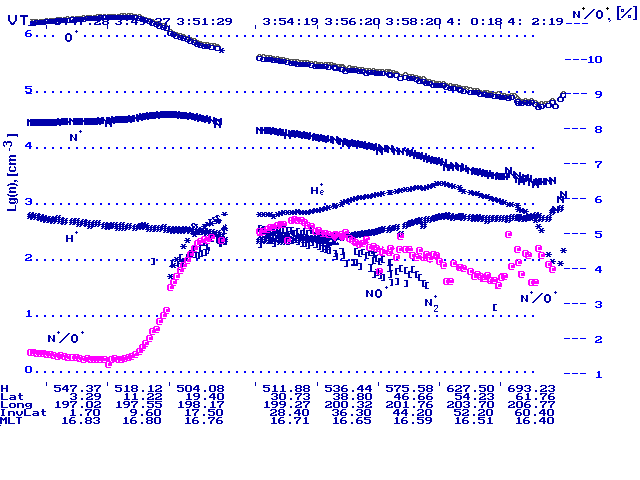 VT 3:51:29 3:54:19 3:56:20 3:58:20 4: 0:18 4: 2:19 N⁺/O⁺,[%]
6
O⁺
10
5
9
N⁺
8
4
7
Lg(n),[cm⁻³]
He⁺
6
3
H⁺
5
2
4
NO⁺
N₂⁺
N⁺/O⁺
3
1
N⁺/O⁺
2
0
1
H 547.37 518.12 504.08 511.88 536.44 575.58 627.50 693.23
Lat 3.29 11.22 19.40 30.73 38.80 46.66 54.23 61.76
Long 197.02 197.55 198.17 199.27 200.32 201.76 203.70 206.77
InvLat 1.70 9.60 17.50 28.40 36.30 44.20 52.20 60.40
MLT 16.83 16.80 16.76 16.71 16.65 16.59 16.51 16.40